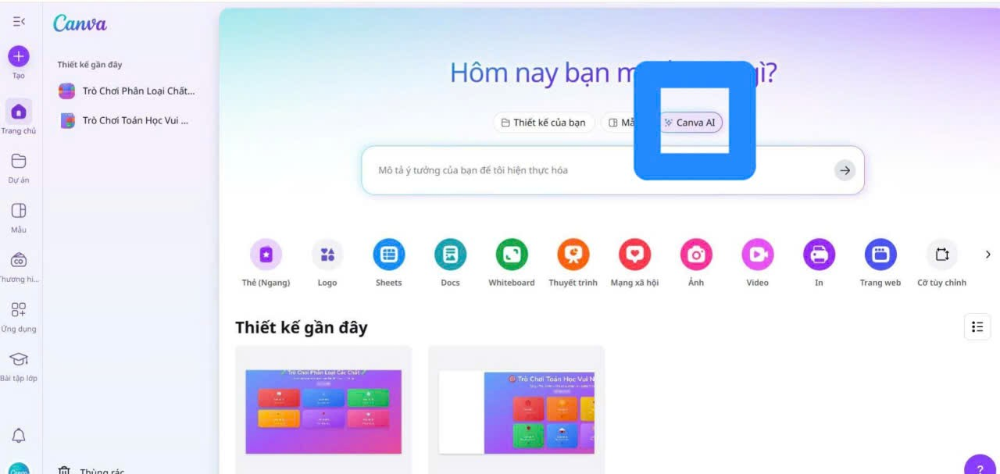 Canva
Tạo
Thiết kế gần đây
Trò Chơi Phân Loại Chất...
Trò Chơi Toán Học Vui ...
Trang chủ
Dự án
Mẫu
Thương hi...
Ứng dụng
Bài tập lớp
Thùng rác
Hôm nay bạn m gì?
Thiết kế của bạn
Mẫ
Canva AI
Mô tả ý tưởng của bạn để tôi hiện thực hóa
Thẻ (Ngang)
Logo
Sheets
Docs
Whiteboard
Thuyết trình
Mạng xã hội
Ảnh
Video
In
Trang web
Cỡ tùy chỉnh
Thiết kế gần đây
Trò Chơi Phân Loại Các Chất
Trò Chơi Toán Học Vui N
Canva
?